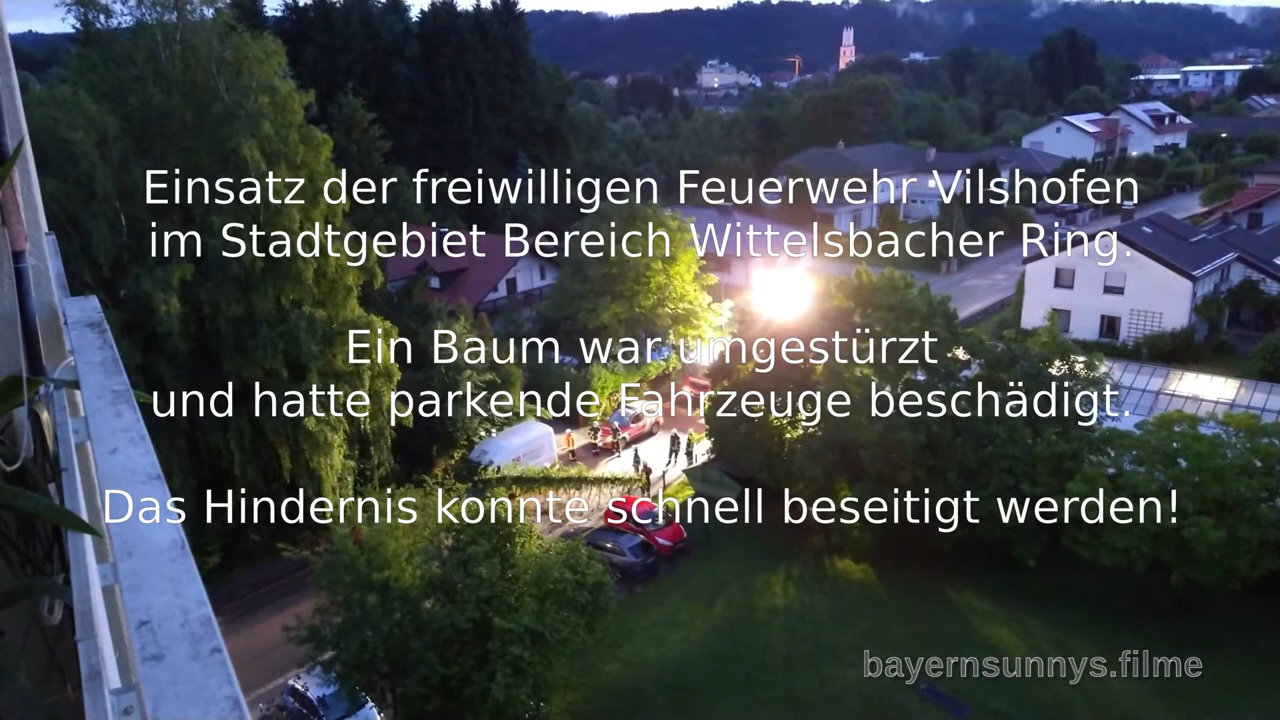 Einsatz der freiwilligen Feuerwehr Vilshofen
im Stadtgebiet Bereich Wittelsbacher Ring.
Ein Baum war umgestürzt
und hatte parkende Fahrzeuge beschädigt.
Das Hindernis konnte schnell beseitigt werden!
bayernsunnys.filme